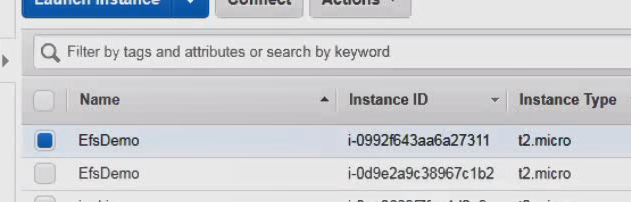 Launch Instance Connect Actions
Filter by tags and attributes or search by keyword
Name Instance ID Instance Type
EfsDemo i-0992f643aa6a27311 t2.micro
EfsDemo i-0d9e2a9c38967c1b2 t2.micro